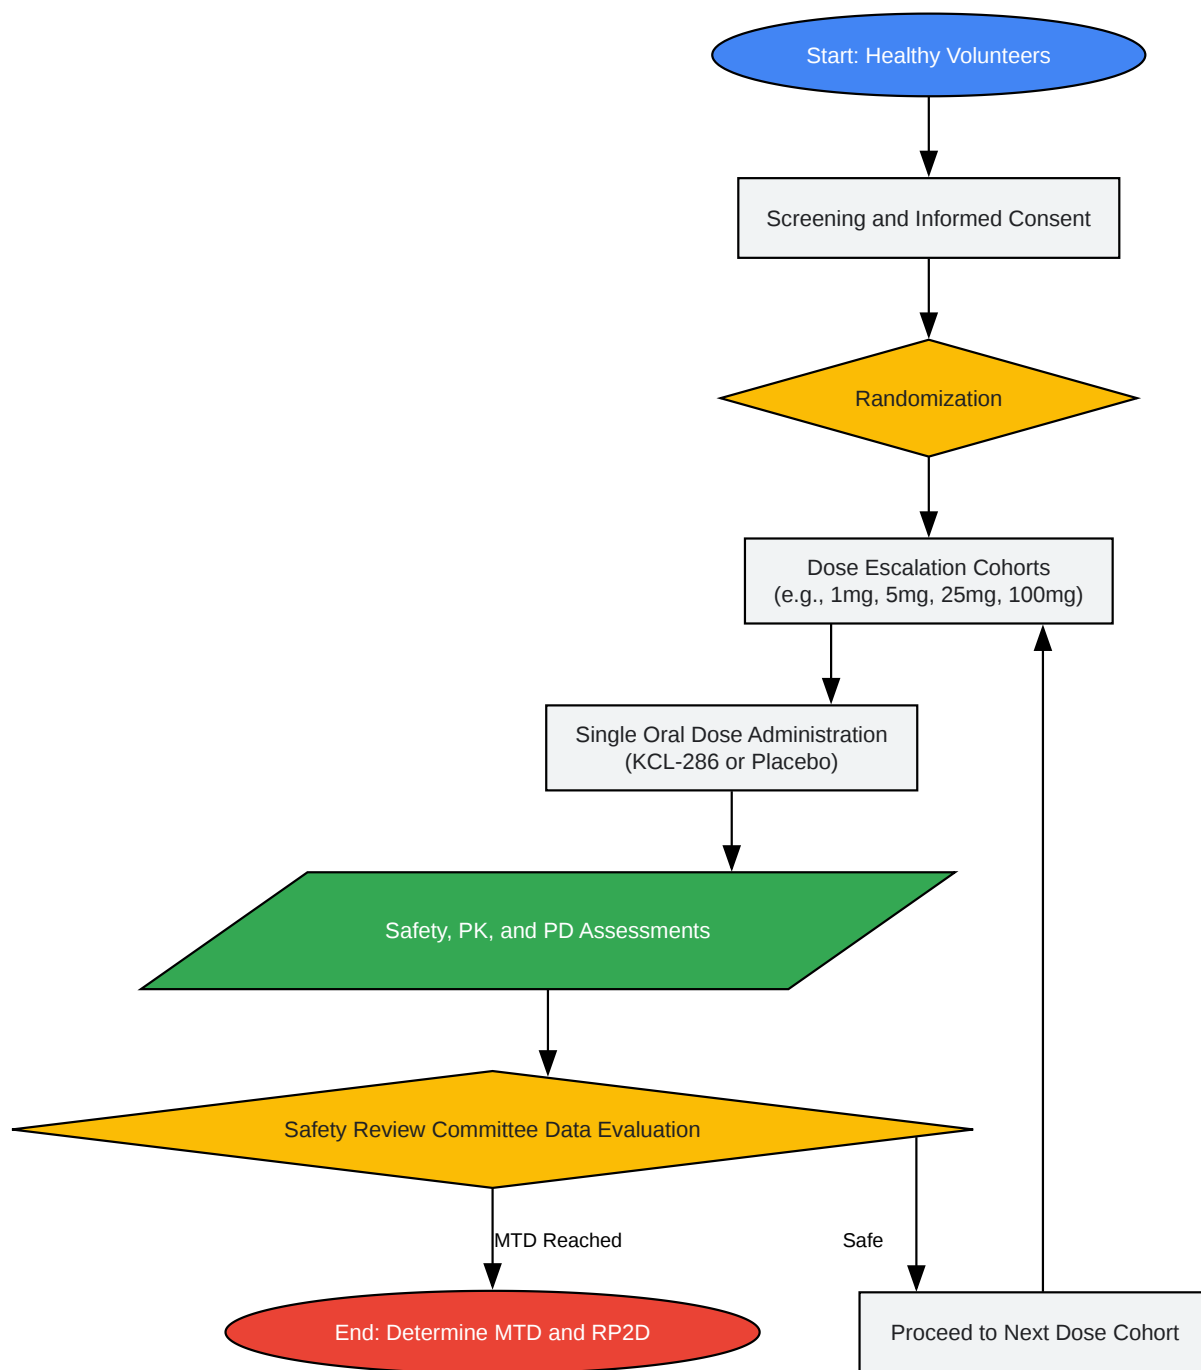 Start: Healthy Volunteers
Screening and Informed Consent
Randomization
Dose Escalation Cohorts
(e.g., 1mg, 5mg, 25mg, 100mg)
Single Oral Dose Administration
(KCL-286 or Placebo)
Safety, PK, and PD Assessments
Safety Review Committee Data Evaluation
MTD Reached
Safe
End: Determine MTD and RP2D
Proceed to Next Dose Cohort